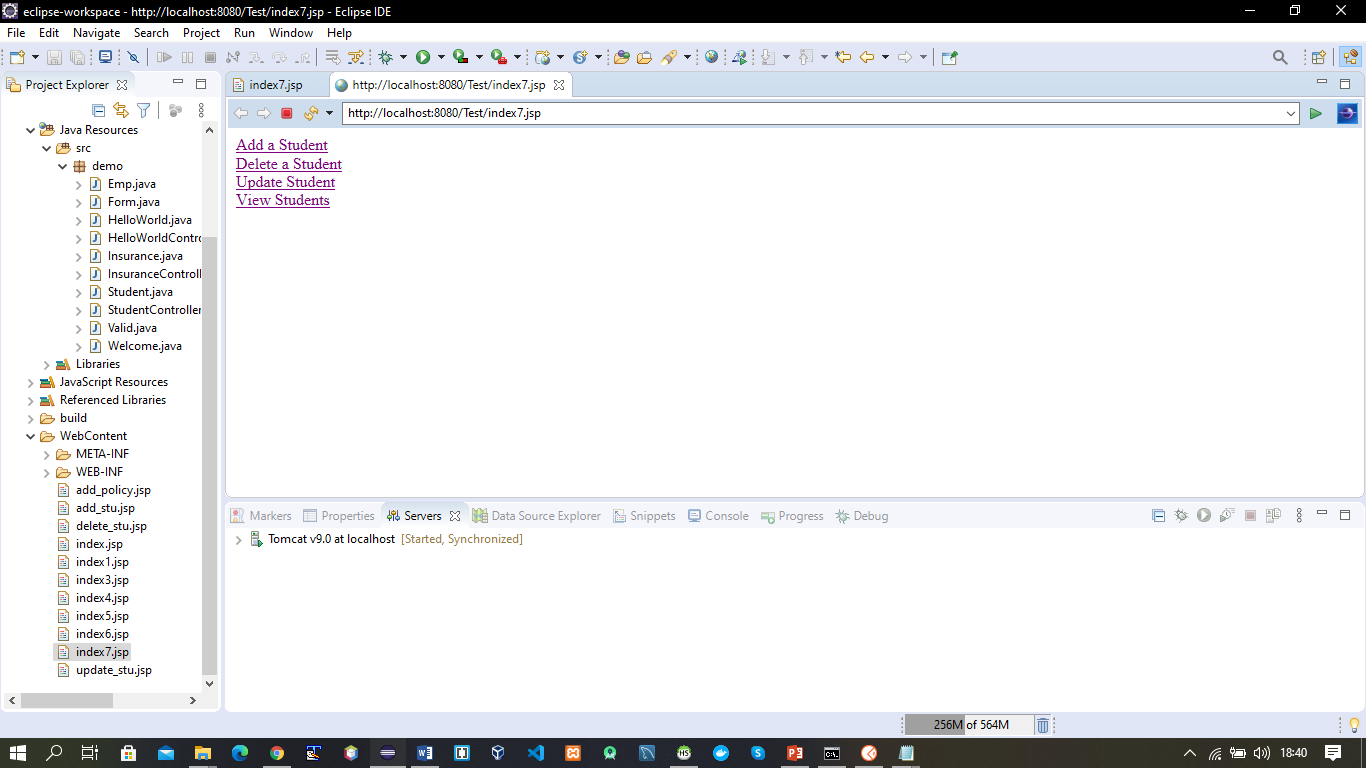 eclipse-workspace - http://localhost:8080/Test/index7.jsp - Eclipse IDE
File Edit Navigate Search Project Run Window Help
Project Explorer
index7.jsp
http://localhost:8080/Test/index7.jsp
http://localhost:8080/Test/index7.jsp
Java Resources
src
demo
Emp.java
Form.java
HelloWorld.java
HelloWorldContro
Insurance.java
InsuranceControll
Student.java
StudentController
Valid.java
Welcome.java
Libraries
JavaScript Resources
Referenced Libraries
build
WebContent
META-INF
WEB-INF
add_policy.jsp
add_stu.jsp
delete_stu.jsp
index.jsp
index1.jsp
index3.jsp
index4.jsp
index5.jsp
index6.jsp
index7.jsp
update_stu.jsp
Add a Student
Delete a Student
Update Student
View Students
Markers Properties Servers Data Source Explorer Snippets Console Progress Debug
Tomcat v9.0 at localhost [Started, Synchronized]
256M of 564M
18:40